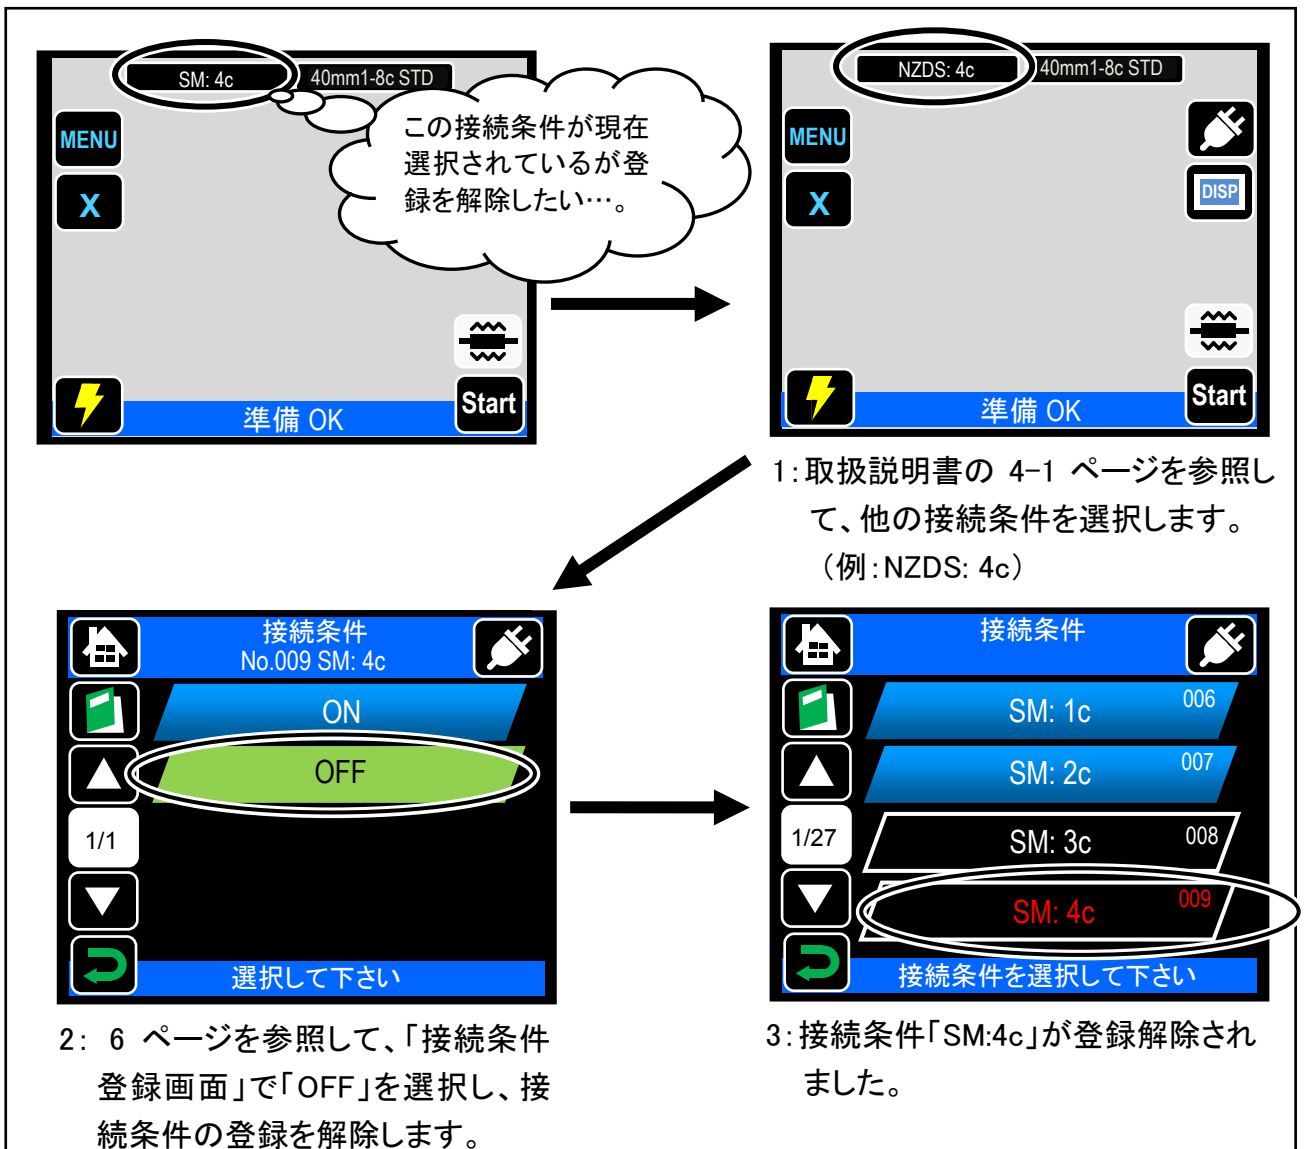 SM: 4c
40mm1-8c STD
MENU
X
この接続条件が現在
選択されているが登
録を解除したい…。
Start
準備 OK
NZDS: 4c
40mm1-8c STD
MENU
X
DISP
Start
準備 OK
1:取扱説明書の 4-1 ページを参照し
て、他の接続条件を選択します。
(例:NZDS: 4c)
接続条件
No.009 SM: 4c
ON
OFF
1/1
選択して下さい
2: 6 ページを参照して、「接続条件
登録画面」で「OFF」を選択し、接
続条件の登録を解除します。
接続条件
SM: 1c 006
SM: 2c 007
1/27
SM: 3c 008
SM: 4c 009
接続条件を選択して下さい
3:接続条件「SM:4c」が登録解除され
ました。